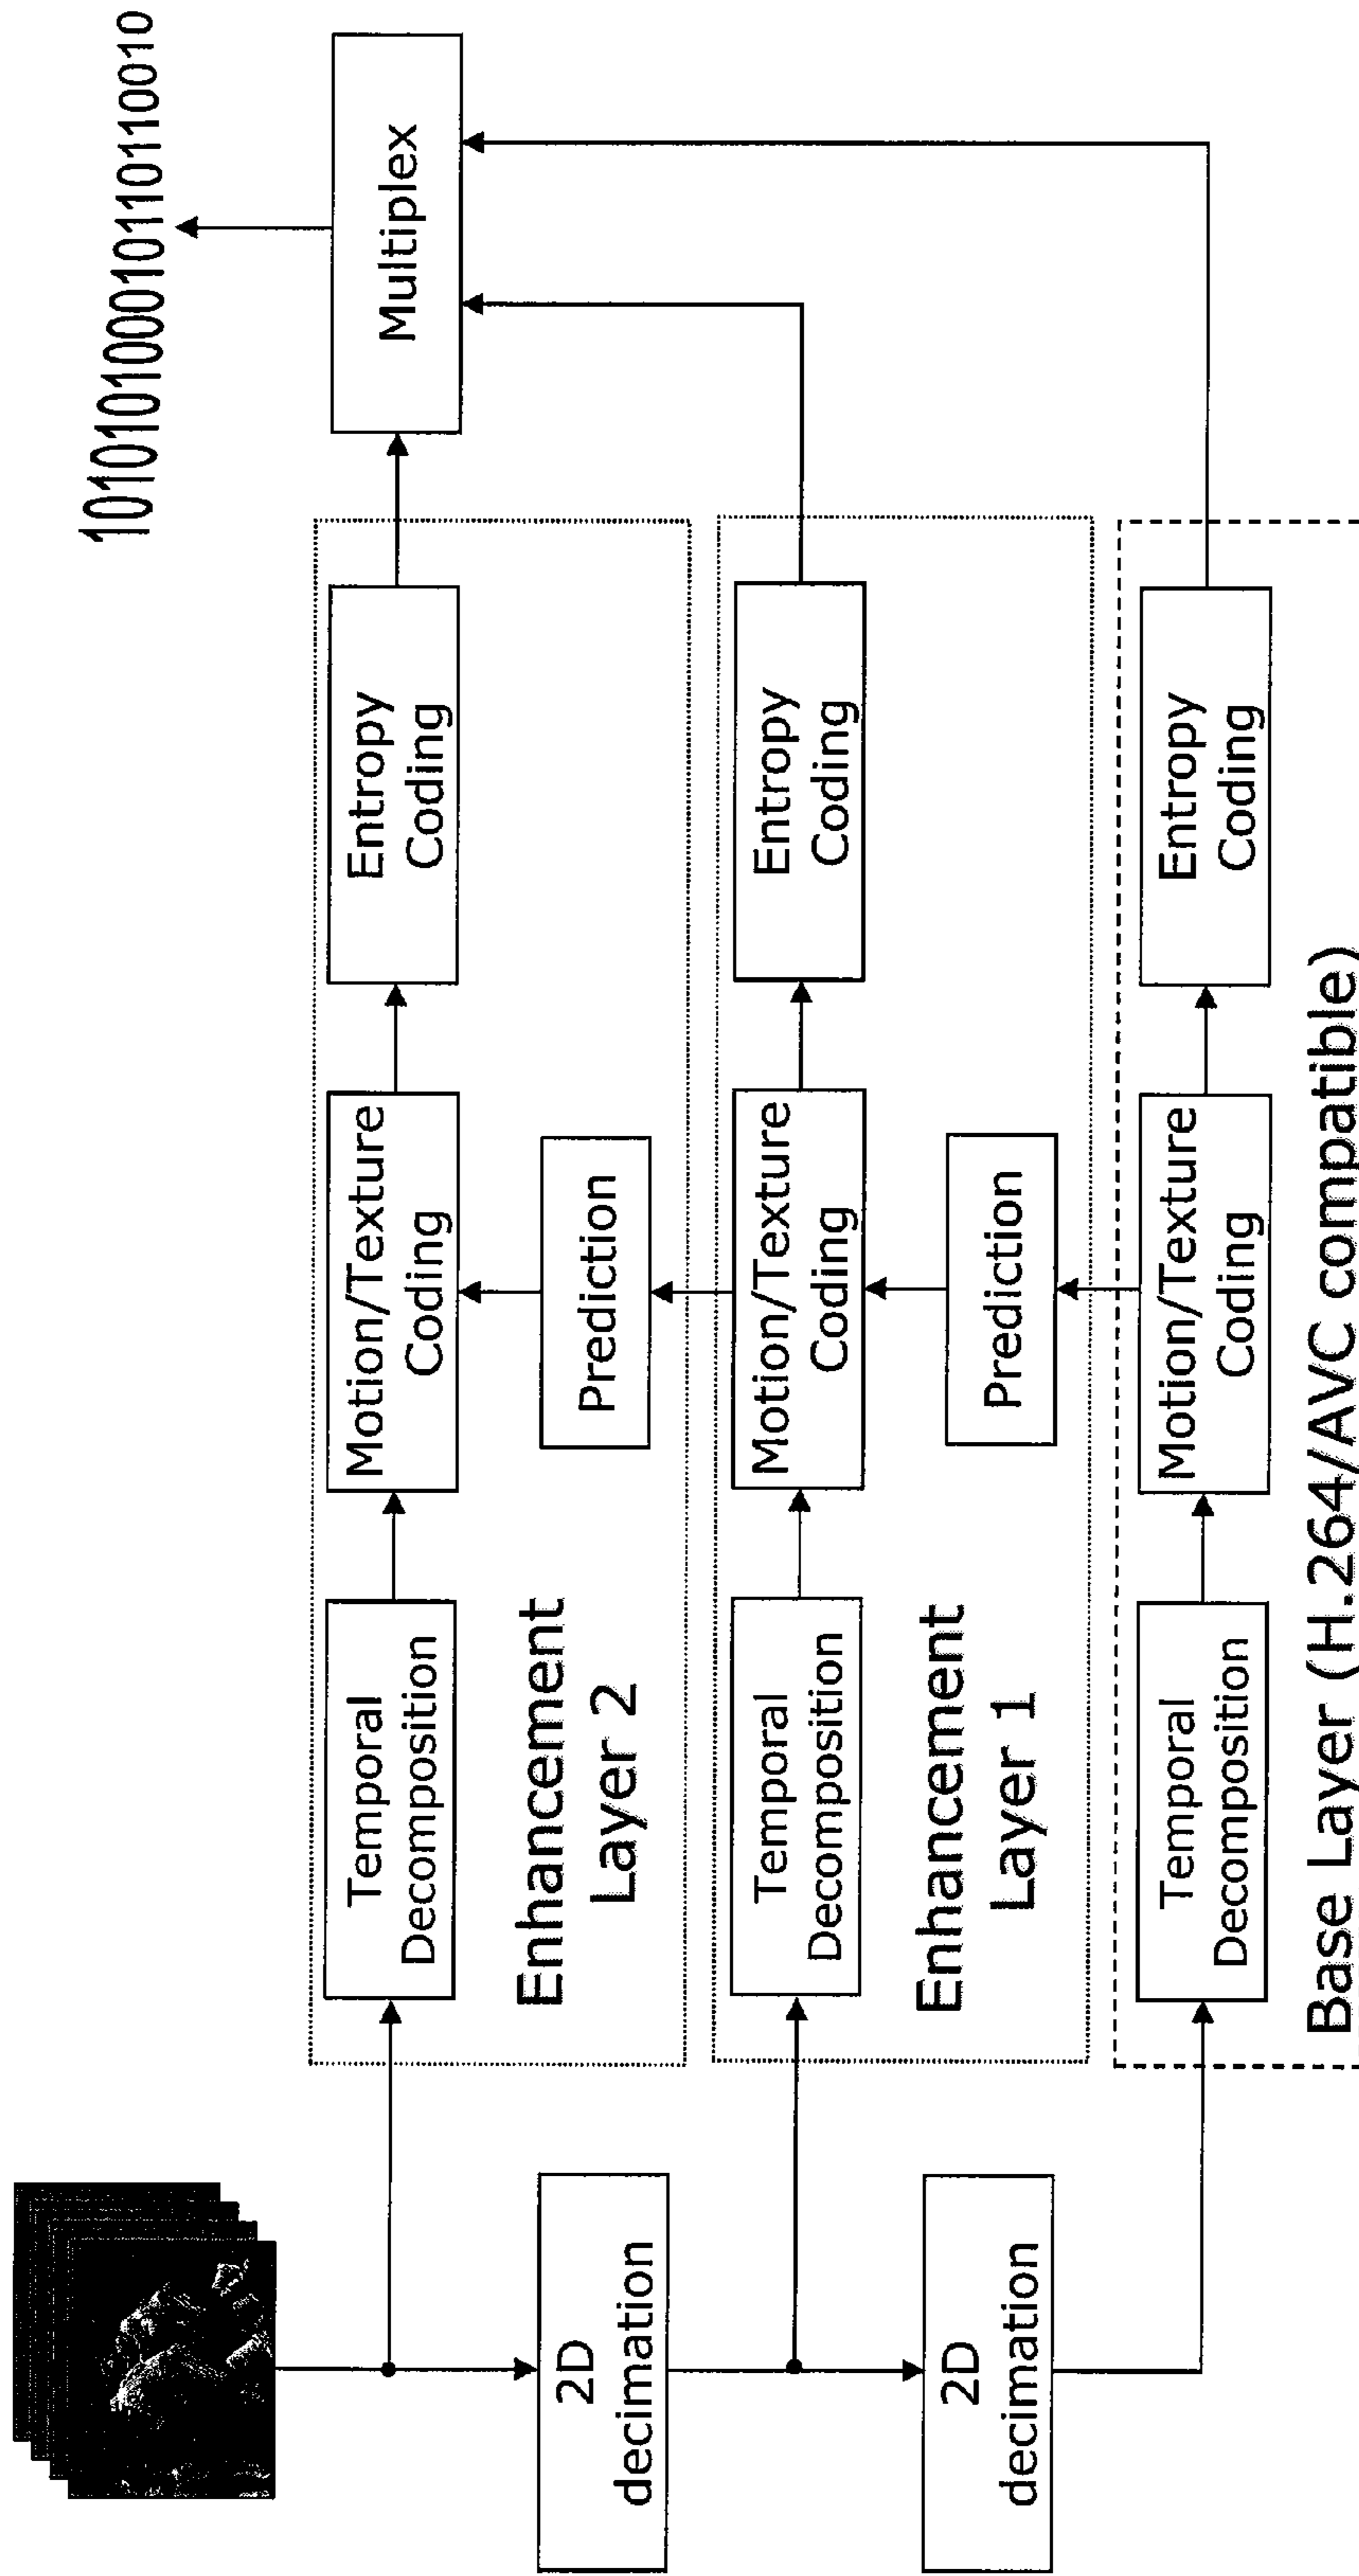 Temporal
Decomposition
Motion/Texture
Coding
Entropy
Coding
Multiplex
2D
decimation
Enhancement
Layer 2
Prediction
Temporal
Decomposition
Motion/Texture
Coding
Entropy
Coding
2D
decimation
Enhancement
Layer 1
Prediction
Temporal
Decomposition
Motion/Texture
Coding
Entropy
Coding
Base Layer (H.264/AVC compatible)